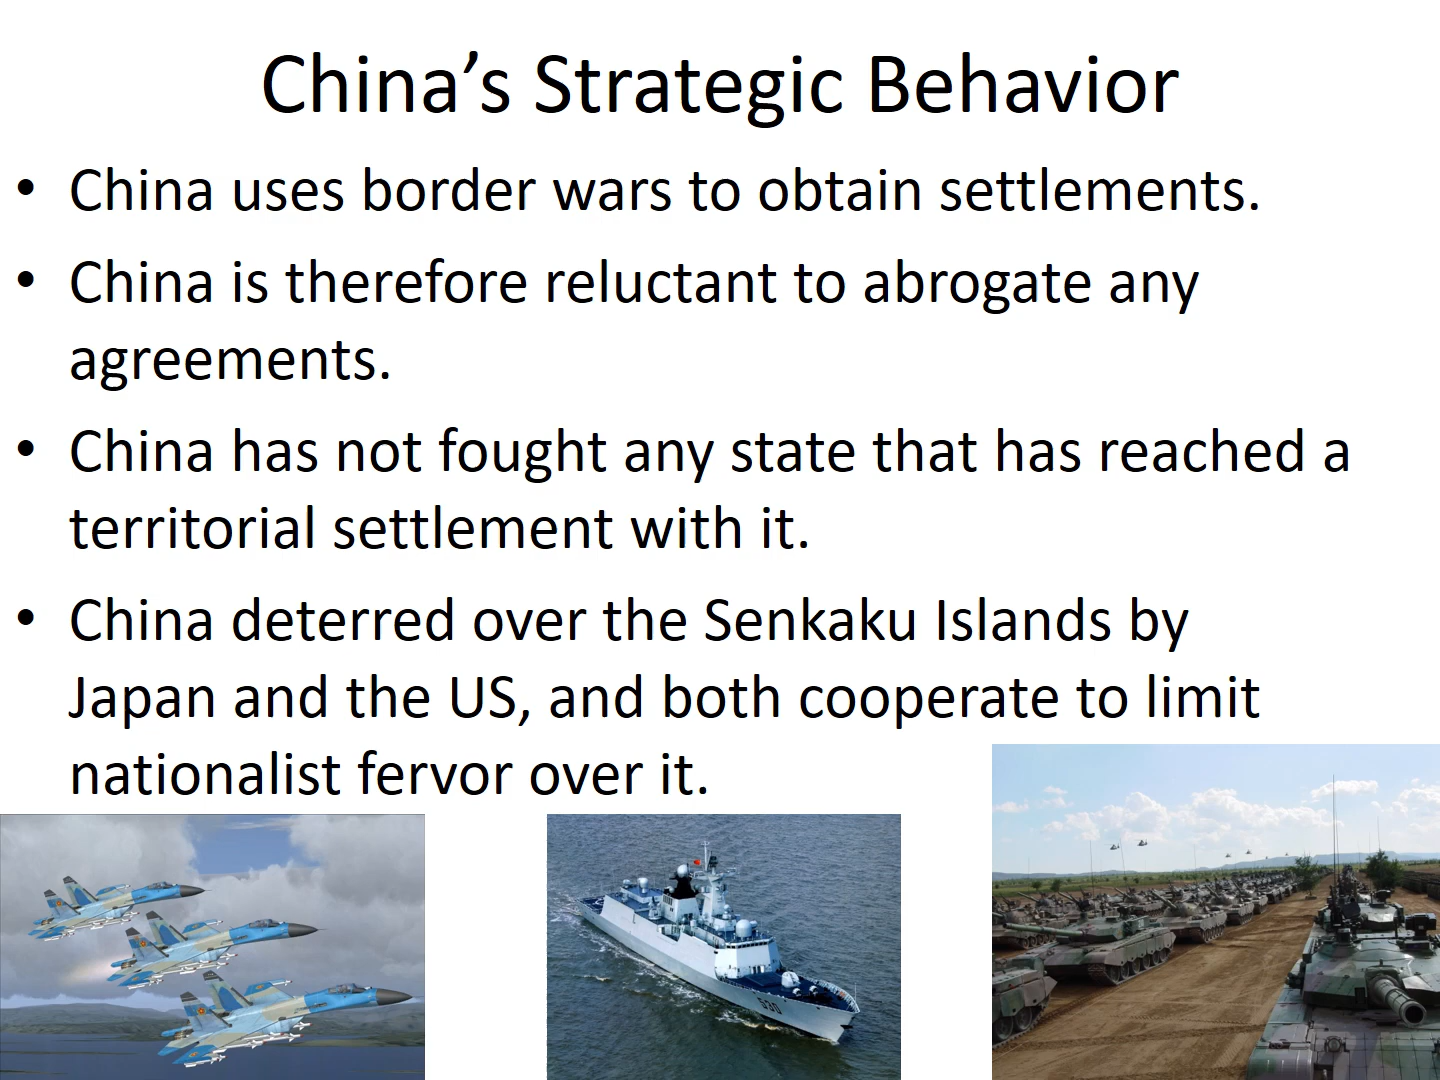 China’s Strategic Behavior
• China uses border wars to obtain settlements.
• China is therefore reluctant to abrogate any
agreements.
• China has not fought any state that has reached a
territorial settlement with it.
• China deterred over the Senkaku Islands by
Japan and the US, and both cooperate to limit
nationalist fervor over it.
530